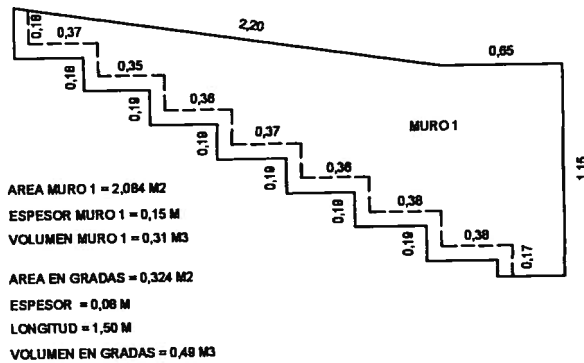 0,18
2,20
0,65
0,37
0,18
0,35
0,19
0,36
0,19
0,37
0,19
0,36
0,18
0,38
0,19
0,38
0,17
MURO 1
1,15
AREA MURO 1 = 2,084 M2
ESPESOR MURO 1 = 0,15 M
VOLUMEN MURO 1 = 0,31 M3
AREA EN GRADAS = 0,324 M2
ESPESOR = 0,08 M
LONGITUD = 1,50 M
VOLUMEN EN GRADAS = 0,49 M3